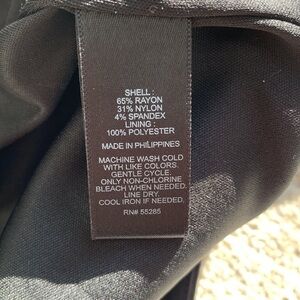 SHELL :
65% RAYON
31% NYLON
4% SPANDEX
LINING :
100% POLYESTER
MADE IN PHILIPPINES
MACHINE WASH COLD
WITH LIKE COLORS.
GENTLE CYCLE.
ONLY NON-CHLORINE
BLEACH WHEN NEEDED.
LINE DRY.
COOL IRON IF NEEDED.
RN# 55285